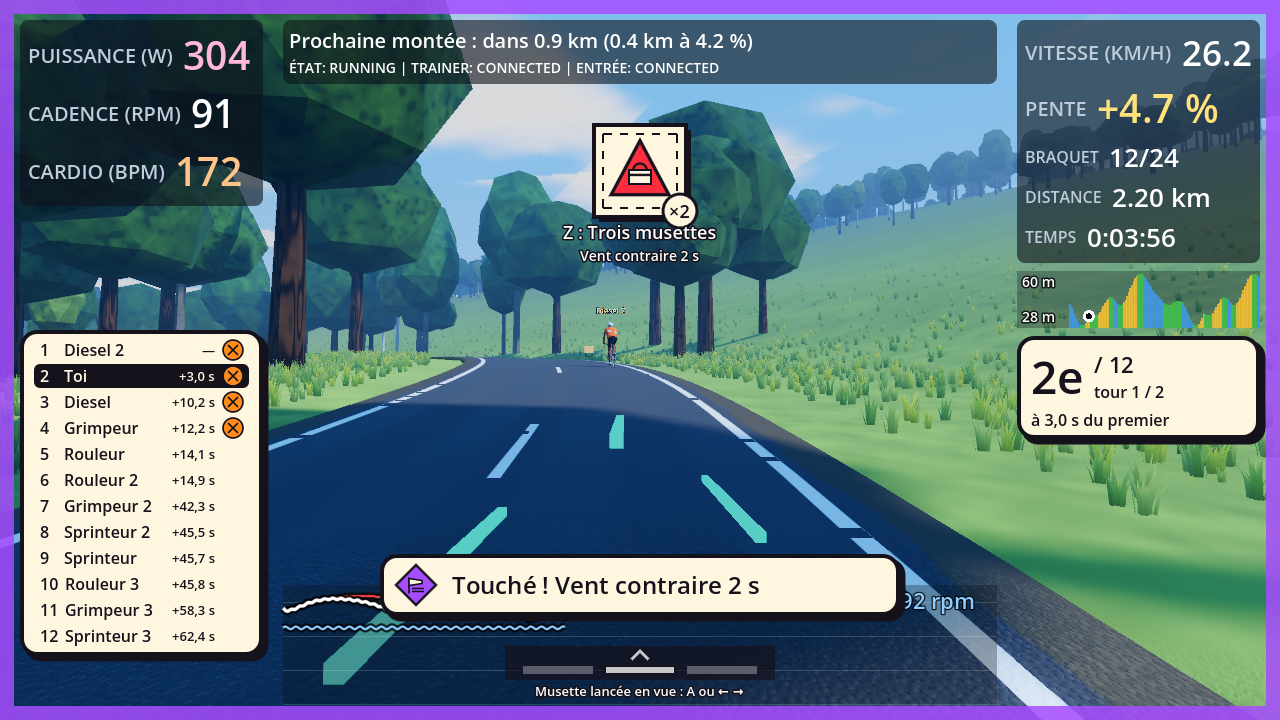 PUISSANCE (W) 304
CADENCE (RPM) 91
CARDIO (BPM) 172
Prochaine montée : dans 0.9 km (0.4 km à 4.2 %)
ÉTAT: RUNNING | TRAINER: CONNECTED | ENTRÉE: CONNECTED
VITESSE (KM/H) 26.2
PENTE +4.7 %
BRAQUET 12/24
DISTANCE 2.20 km
TEMPS 0:03:56
60 m
28 m
×2
Z : Trois musettes
Vent contraire 2 s
Diesel 2
1 Diesel 2 —
2 Toi +3,0 s
3 Diesel +10,2 s
4 Grimpeur +12,2 s
5 Rouleur +14,1 s
6 Rouleur 2 +14,9 s
7 Grimpeur 2 +42,3 s
8 Sprinteur 2 +45,5 s
9 Sprinteur +45,7 s
10 Rouleur 3 +45,8 s
11 Grimpeur 3 +58,3 s
12 Sprinteur 3 +62,4 s
2e / 12
tour 1 / 2
à 3,0 s du premier
Touché ! Vent contraire 2 s
92 rpm
Musette lancée en vue : A ou ← →